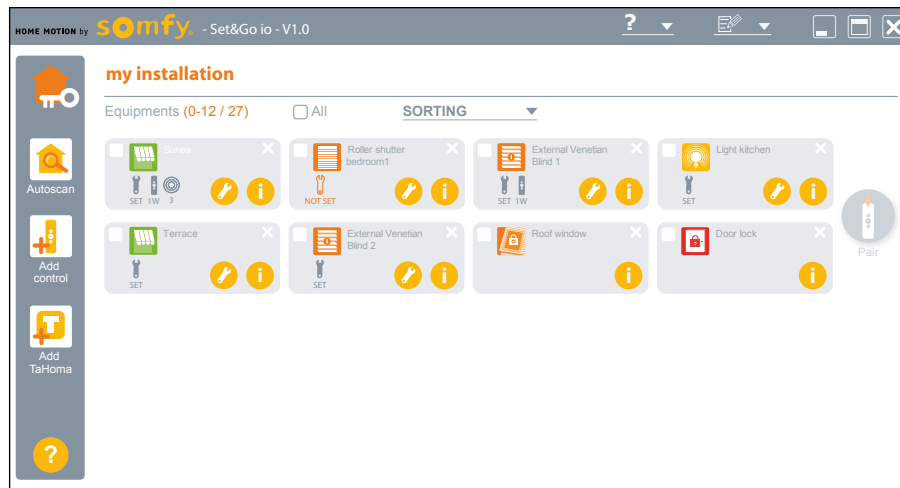 HOME MOTION by somfy. - Set&Go io - V1.0
?
my installation
Equipments (0-12 / 27)
All
SORTING
Autoscan
Add
control
Add
TaHoma
?
Sunea
SET 1W 3
i
Roller shutter
bedroom1
NOT SET
i
External Venetian
Blind 1
SET 1W
i
Light kitchen
SET
i
Terrace
SET
i
External Venetian
Blind 2
SET
i
Roof window
i
Door lock
i
Pair